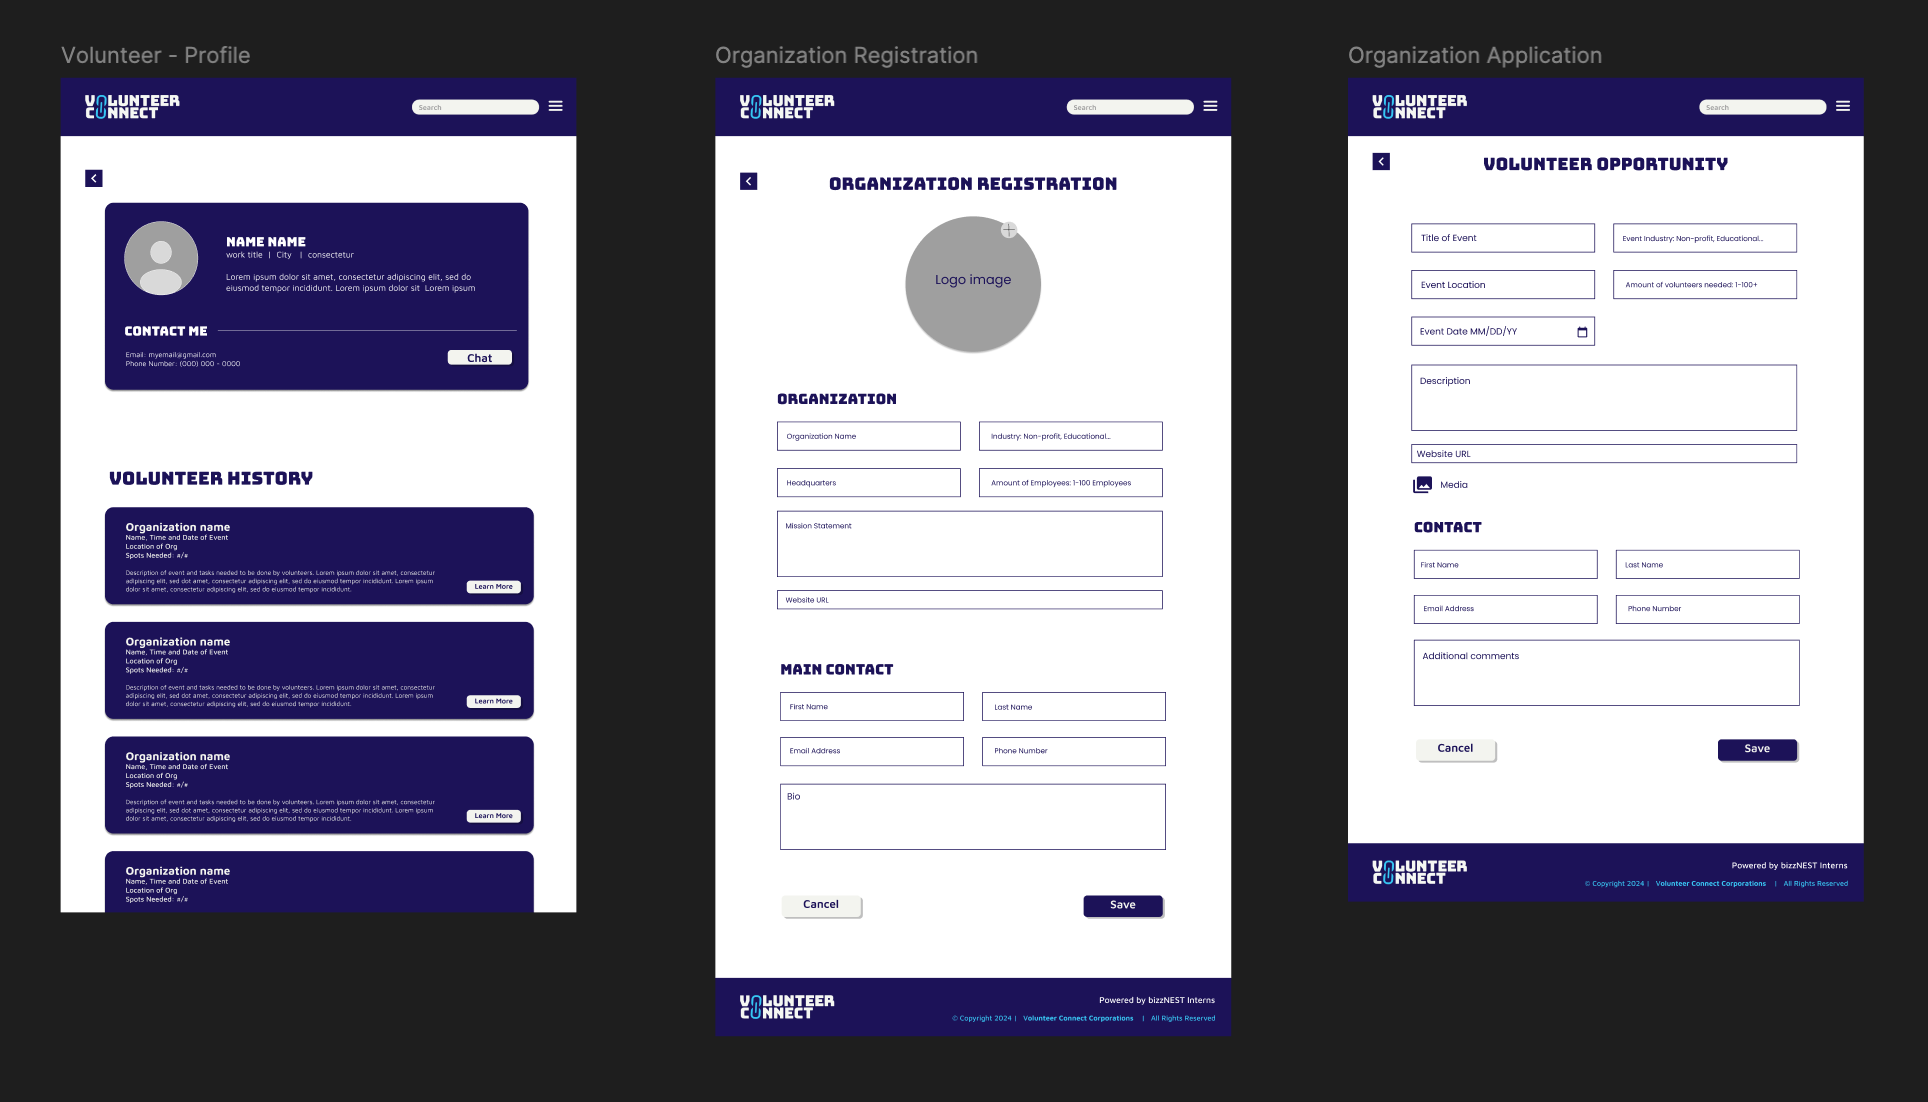 Volunteer - Profile
VOLUNTEER
CONNECT
Search
NAME NAME
work title | City | consectetur
Lorem ipsum dolor sit amet, consectetur adipiscing elit, sed do
eiusmod tempor incididunt. Lorem ipsum dolor sit Lorem ipsum
CONTACT ME
Email: myemail@gmail.com
Phone Number: (000) 000 - 0000
Chat
VOLUNTEER HISTORY
Organization name
Name, Time and Date of Event
Location of Org
Spots Needed: #/#
Description of event and tasks needed to be done by volunteers. Lorem ipsum dolor sit amet, consectetur
adipiscing elit, sed dot amet, consectetur adipiscing elit, sed do eiusmod tempor incididunt. Lorem ipsum
dolor sit amet, consectetur adipiscing elit, sed do eiusmod tempor incididunt.
Learn More
Organization name
Name, Time and Date of Event
Location of Org
Spots Needed: #/#
Description of event and tasks needed to be done by volunteers. Lorem ipsum dolor sit amet, consectetur
adipiscing elit, sed dot amet, consectetur adipiscing elit, sed do eiusmod tempor incididunt. Lorem ipsum
dolor sit amet, consectetur adipiscing elit, sed do eiusmod tempor incididunt.
Learn More
Organization name
Name, Time and Date of Event
Location of Org
Spots Needed: #/#
Description of event and tasks needed to be done by volunteers. Lorem ipsum dolor sit amet, consectetur
adipiscing elit, sed dot amet, consectetur adipiscing elit, sed do eiusmod tempor incididunt. Lorem ipsum
dolor sit amet, consectetur adipiscing elit, sed do eiusmod tempor incididunt.
Learn More
Organization name
Name, Time and Date of Event
Location of Org
Spots Needed: #/#
Organization Registration
VOLUNTEER
CONNECT
Search
ORGANIZATION REGISTRATION
Logo image
ORGANIZATION
Organization Name
Industry: Non-profit, Educational...
Headquarters
Amount of Employees: 1-100 Employees
Mission Statement
Website URL
MAIN CONTACT
First Name
Last Name
Email Address
Phone Number
Bio
Cancel
Save
VOLUNTEER
CONNECT
Powered by bizzNEST Interns
© Copyright 2024 | Volunteer Connect Corporations | All Rights Reserved
Organization Application
VOLUNTEER
CONNECT
Search
VOLUNTEER OPPORTUNITY
Title of Event
Event Industry: Non-profit, Educational...
Event Location
Amount of volunteers needed: 1-100+
Event Date MM/DD/YY
Description
Website URL
Media
CONTACT
First Name
Last Name
Email Address
Phone Number
Additional comments
Cancel
Save
VOLUNTEER
CONNECT
Powered by bizzNEST Interns
© Copyright 2024 | Volunteer Connect Corporations | All Rights Reserved